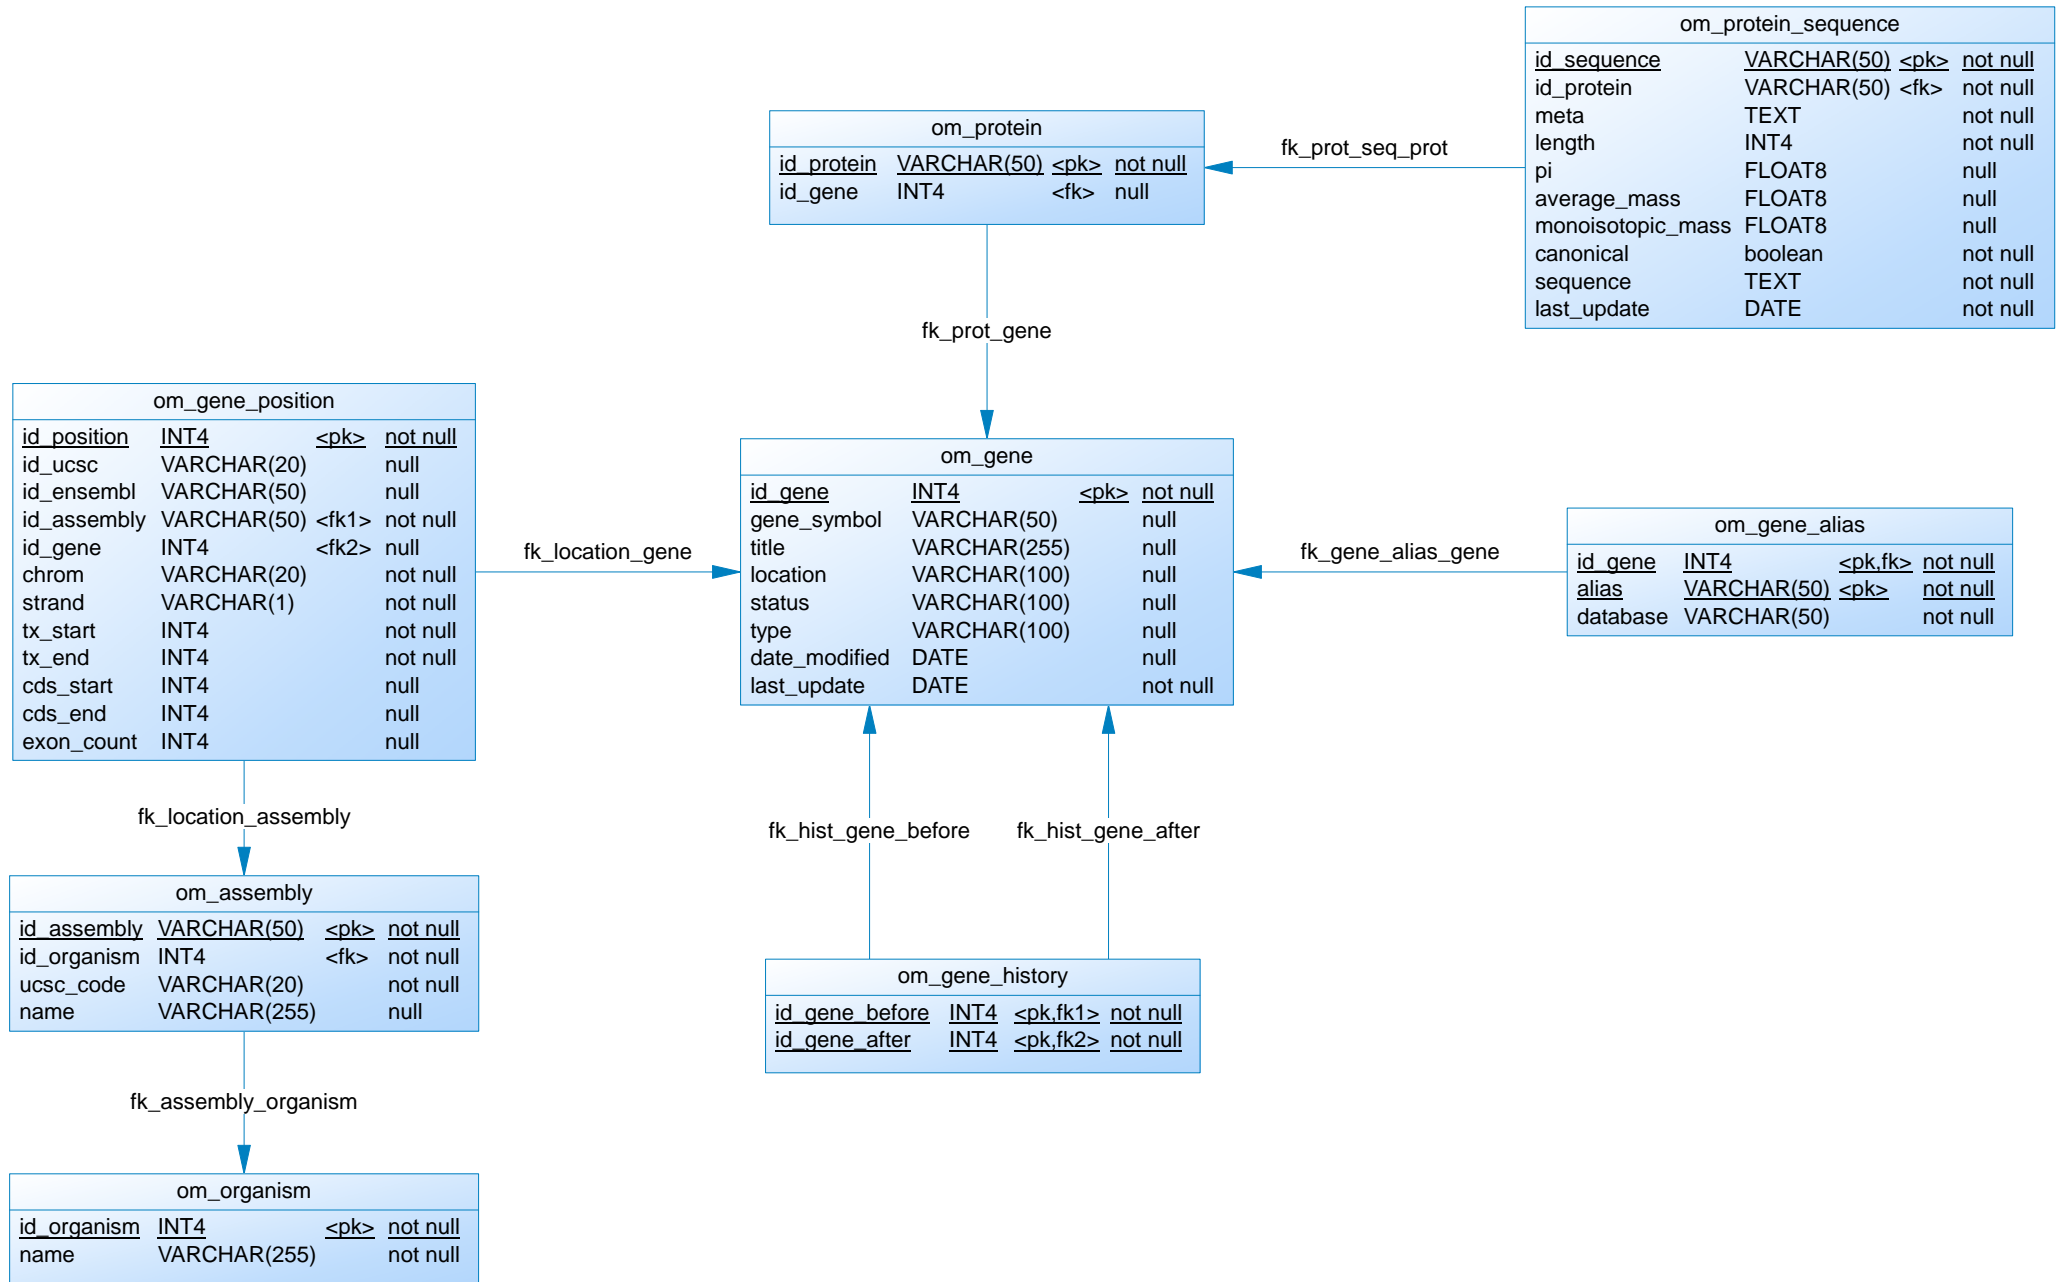 om_protein_sequence
id_sequence VARCHAR(50) <pk> not null
id_protein VARCHAR(50) <fk> not null
meta TEXT not null
length INT4 not null
pi FLOAT8 null
average_mass FLOAT8 null
monoisotopic_mass FLOAT8 null
canonical boolean not null
sequence TEXT not null
last_update DATE not null
om_protein
id_protein VARCHAR(50) <pk> not null
id_gene INT4 <fk> null
fk_prot_seq_prot
fk_prot_gene
om_gene_position
id_position INT4 <pk> not null
id_ucsc VARCHAR(20) null
id_ensembl VARCHAR(50) null
id_assembly VARCHAR(50) <fk1> not null
id_gene INT4 <fk2> null
chrom VARCHAR(20) not null
strand VARCHAR(1) not null
tx_start INT4 not null
tx_end INT4 not null
cds_start INT4 null
cds_end INT4 null
exon_count INT4 null
fk_location_gene
om_gene
id_gene INT4 <pk> not null
gene_symbol VARCHAR(50) null
title VARCHAR(255) null
location VARCHAR(100) null
status VARCHAR(100) null
type VARCHAR(100) null
date_modified DATE null
last_update DATE not null
fk_gene_alias_gene
om_gene_alias
id_gene INT4 <pk,fk> not null
alias VARCHAR(50) <pk> not null
database VARCHAR(50) not null
fk_location_assembly
fk_hist_gene_before
fk_hist_gene_after
om_assembly
id_assembly VARCHAR(50) <pk> not null
id_organism INT4 <fk> not null
ucsc_code VARCHAR(20) not null
name VARCHAR(255) null
om_gene_history
id_gene_before INT4 <pk,fk1> not null
id_gene_after INT4 <pk,fk2> not null
fk_assembly_organism
om_organism
id_organism INT4 <pk> not null
name VARCHAR(255) not null